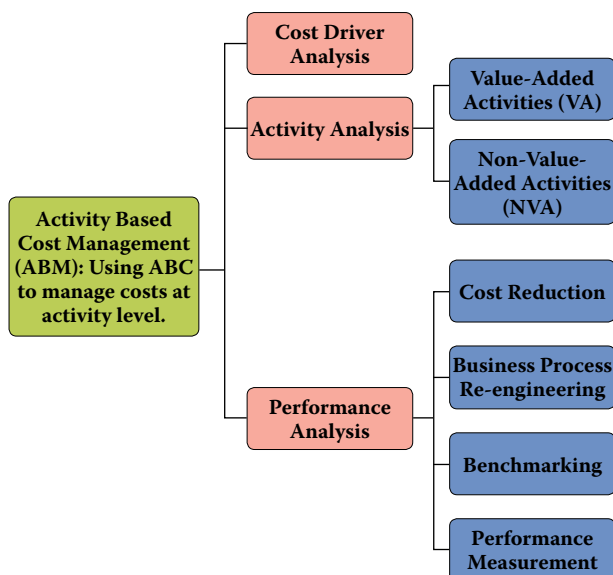 Cost Driver
Analysis
Activity Analysis
Value-Added
Activities (VA)
Non-Value-
Added Activities
(NVA)
Activity Based
Cost Management
(ABM): Using ABC
to manage costs at
activity level.
Performance
Analysis
Cost Reduction
Business Process
Re-engineering
Benchmarking
Performance
Measurement